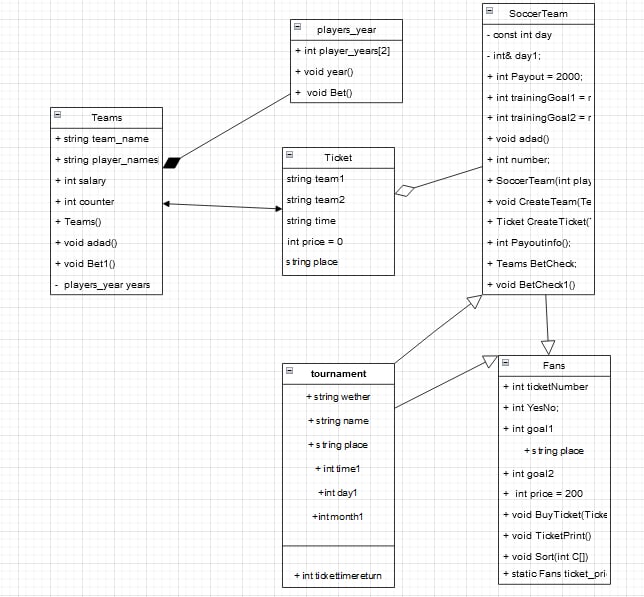 players_year
+ int player_years[2]
+ void year()
+ void Bet()
SoccerTeam
- const int day
- int& day1;
+ int Payout = 2000;
+ int trainingGoal1 = r
+ int trainingGoal2 = r
+ void adad()
+ int number;
+ SoccerTeam(int play
+ void CreateTeam(Te
+ Ticket CreateTicket(
+ int Payoutinfo();
+ Teams BetCheck;
+ void BetCheck1()
Teams
+ string team_name
+ string player_names
+ int salary
+ int counter
+ Teams()
+ void adad()
+ void Bet1()
- players_year years
Ticket
string team1
string team2
string time
int price = 0
string place
tournament
+ string wether
+ string name
+ string place
+ int time1
+int day1
+int month1
+ int tickettimereturn
Fans
+ int ticketNumber
+ int YesNo;
+ int goal1
+ string place
+ int goal2
+ int price = 200
+ void BuyTicket(Ticke
+ void TicketPrint()
+ void Sort(int C[])
+ static Fans ticket_pri